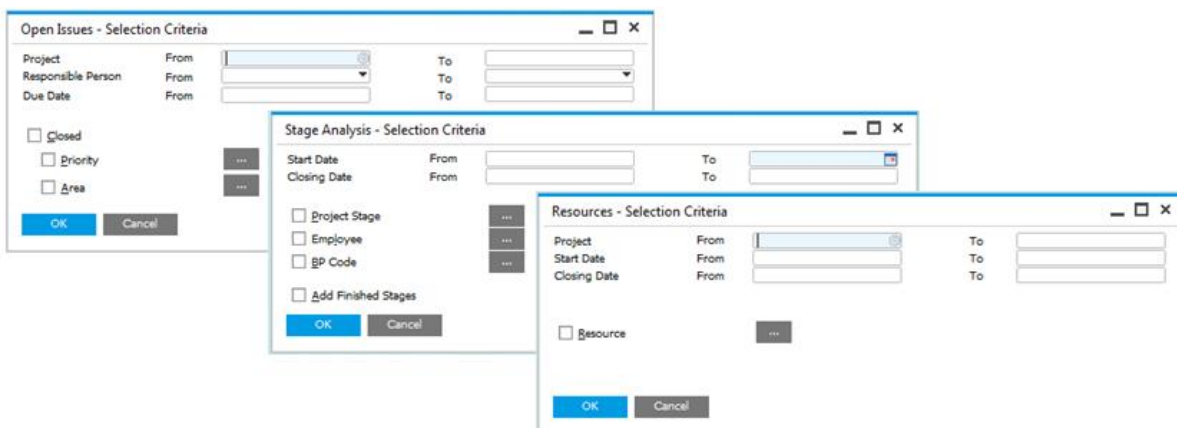 Open Issues - Selection Criteria
Project From To
Responsible Person From To
Due Date From To
Closed
Priority ...
Area ...
OK Cancel
Stage Analysis - Selection Criteria
Start Date From To
Closing Date From To
Project Stage ...
Employee ...
BP Code ...
Add Finished Stages
OK Cancel
Resources - Selection Criteria
Project From To
Start Date From To
Closing Date From To
Resource ...
OK Cancel